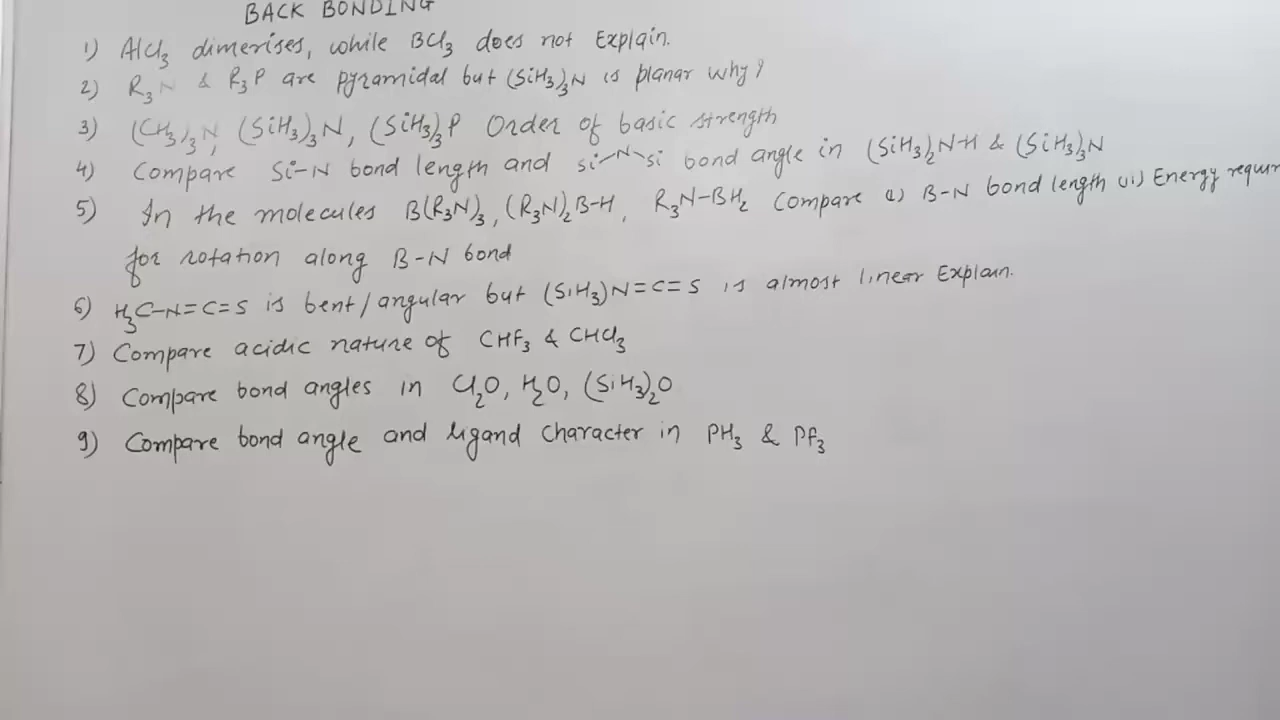 BACK BONDING
1) AlCl3 dimerises, while BCl3 does not Explain.
2) R3N & R3P are pyramidal but (SiH3)3N is planar why?
3) (CH3)3N, (SiH3)3N, (SiH3)3P Order of basic strength
4) Compare Si-N bond length and Si-N-Si bond angle in (SiH3)2N-H & (SiH3)3N
5) In the molecules B(R3N)3, (R3N)2B-H, R3N-BH2 Compare (i) B-N bond length (ii) Energy
for rotation along B-N bond
6) H3C-N=C=S is bent/angular but (SiH3)N=C=S is almost linear Explain.
7) Compare acidic nature of CHF3 & CHCl3
8) Compare bond angles in Cl2O, H2O, (SiH3)2O
9) Compare bond angle and ligand character in PH3 & PF3